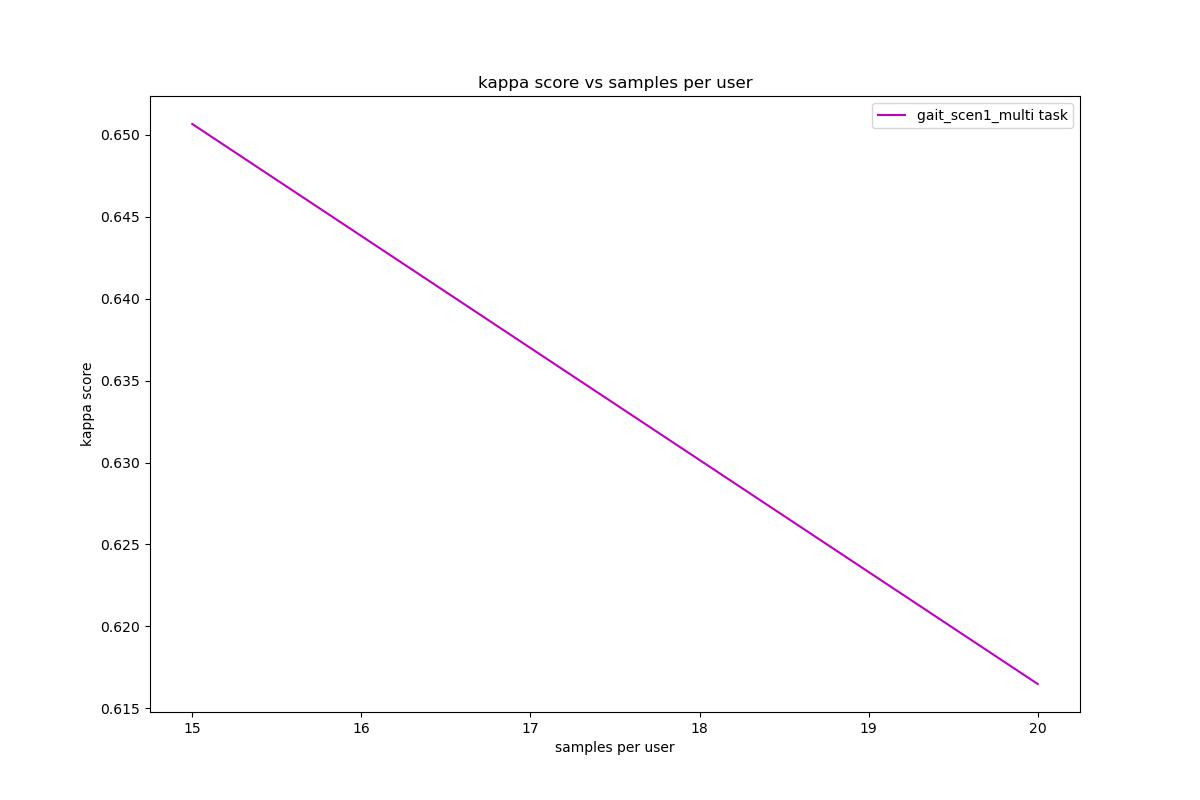 kappa score vs samples per user
gait_scen1_multi task
0.650
0.645
0.640
0.635
0.630
0.625
0.620
0.615
kappa score
15 16 17 18 19 20
samples per user